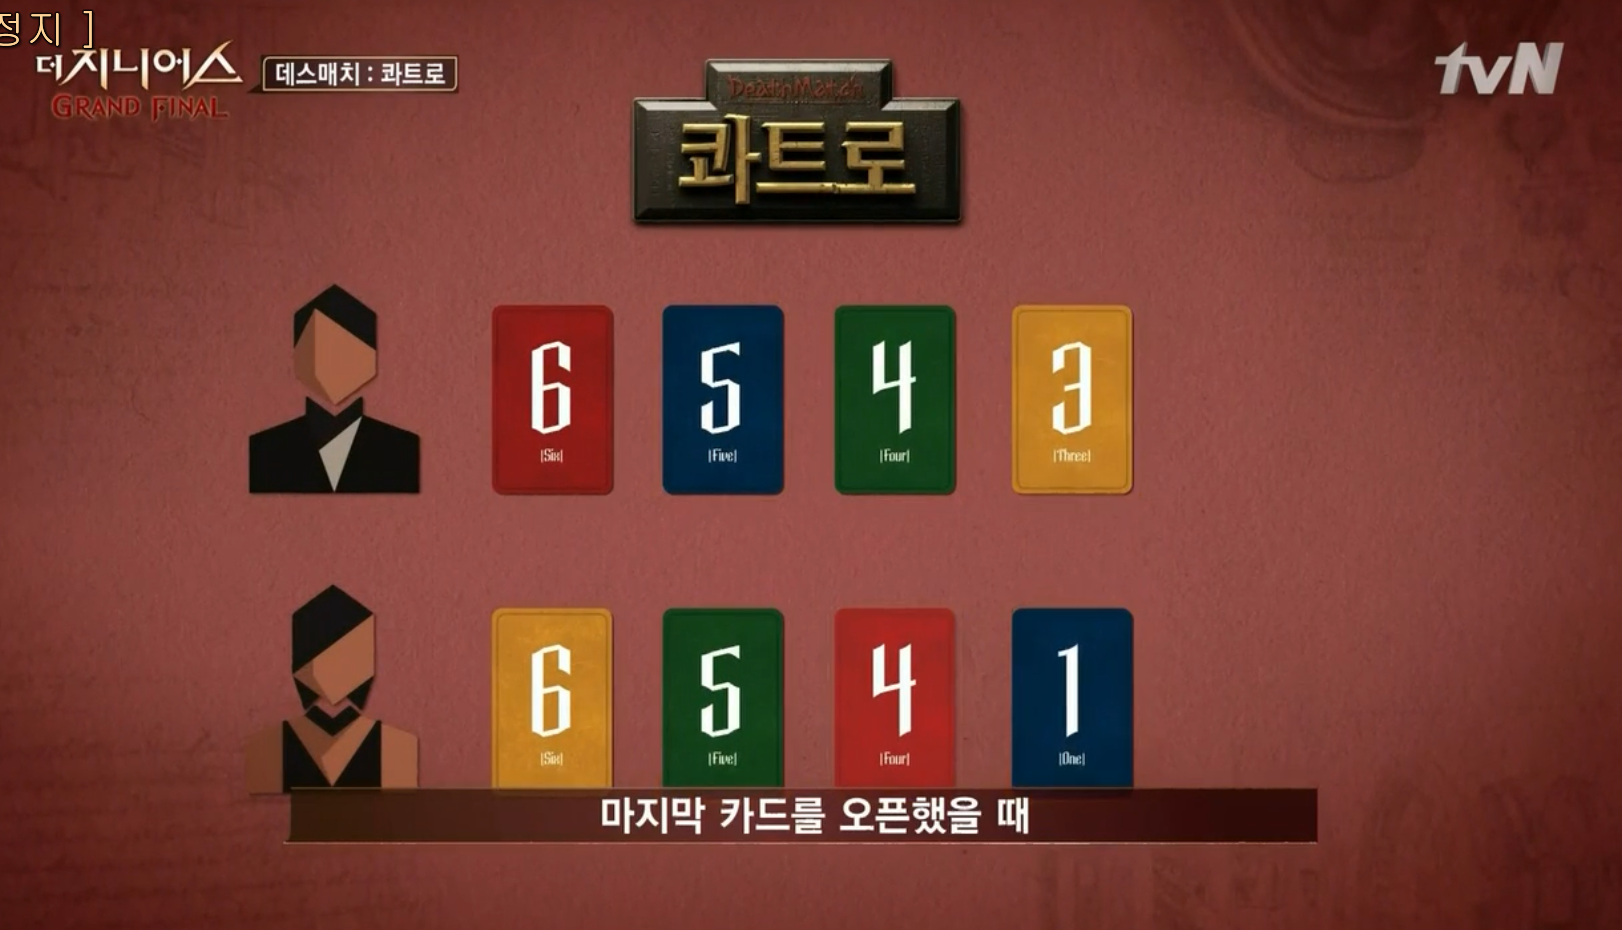 정지 ]
더 지니어스
GRAND FINAL
데스매치 : 콰트로
tvN
DeathMatch
콰트로
6 5 4 3
|Six| |Five| |Four| |Three|
6 5 4 1
|Six| |Five| |Four| |One|
마지막 카드를 오픈했을 때